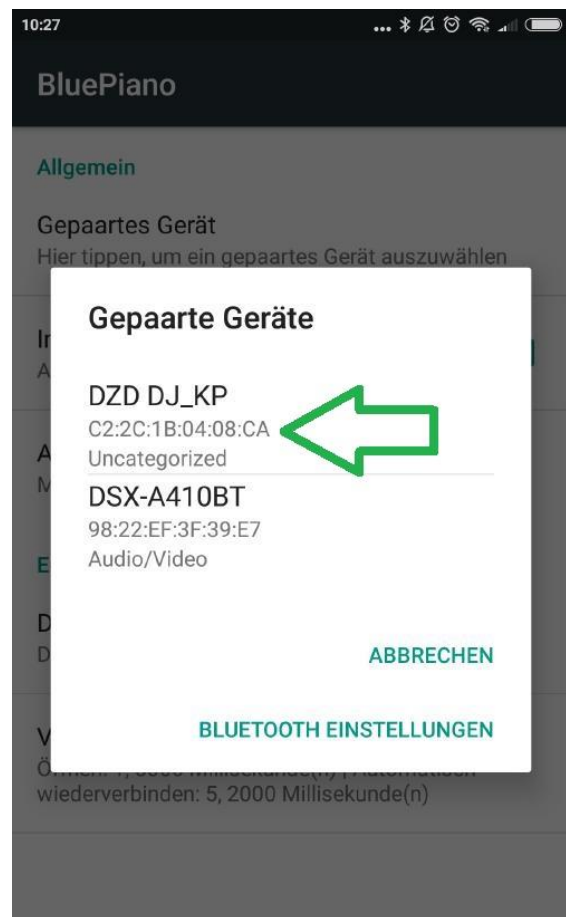 10:27
BluePiano
Allgemein
Gepaartes Gerät
Hier tippen, um ein gepaartes Gerät auszuwählen
Gepaarte Geräte
DZD DJ_KP
C2:2C:1B:04:08:CA
Uncategorized
DSX-A410BT
98:22:EF:3F:39:E7
Audio/Video
ABBRECHEN
BLUETOOTH EINSTELLUNGEN
wiederverbinden: 5, 2000 Millisekunde(n)